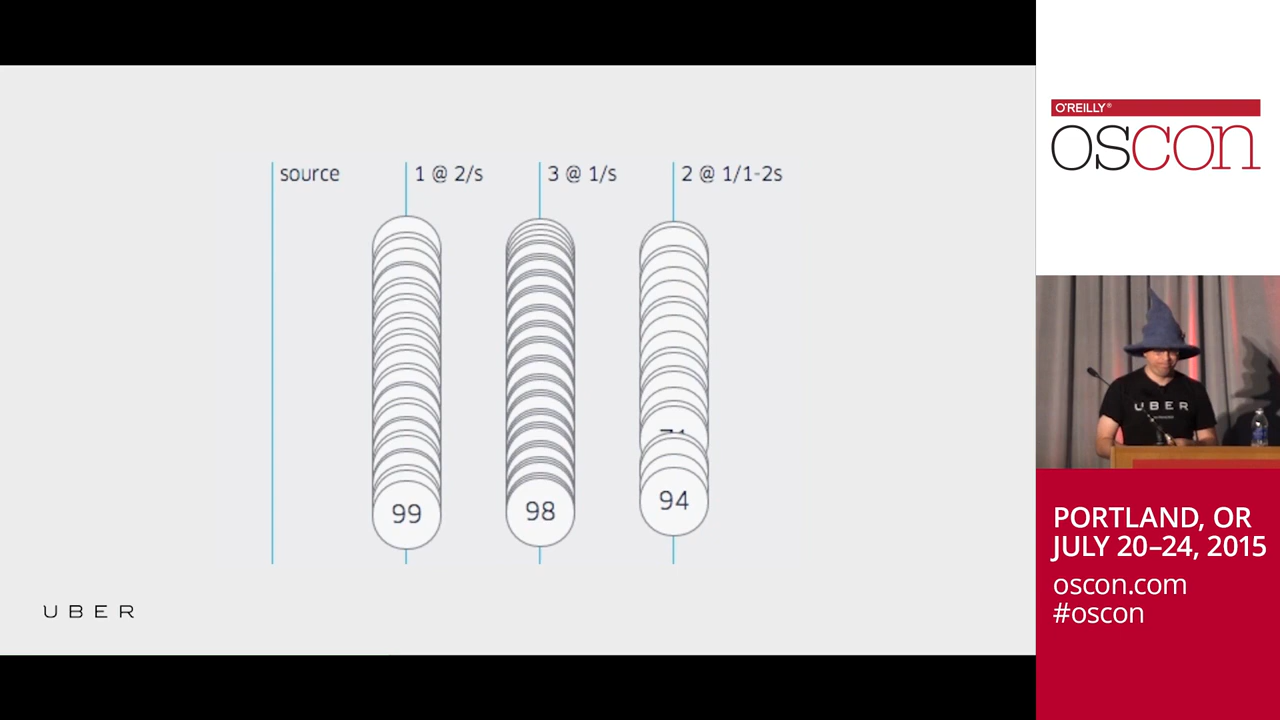 source
1 @ 2/s
3 @ 1/s
2 @ 1/1-2s
99
98
94
UBER
O'REILLY®
oscon
UBER
PORTLAND, OR
JULY 20–24, 2015
oscon.com
#oscon